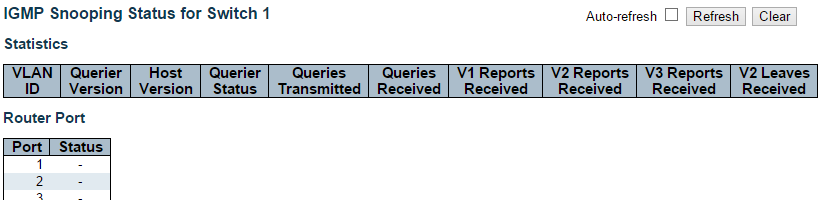 IGMP Snooping Status for Switch 1
Auto-refresh Refresh Clear
Statistics
VLAN ID Querier Version Host Version Querier Status Queries Transmitted Queries Received V1 Reports Received V2 Reports Received V3 Reports Received V2 Leaves Received
Router Port
Port Status
1 -
2 -
3 -